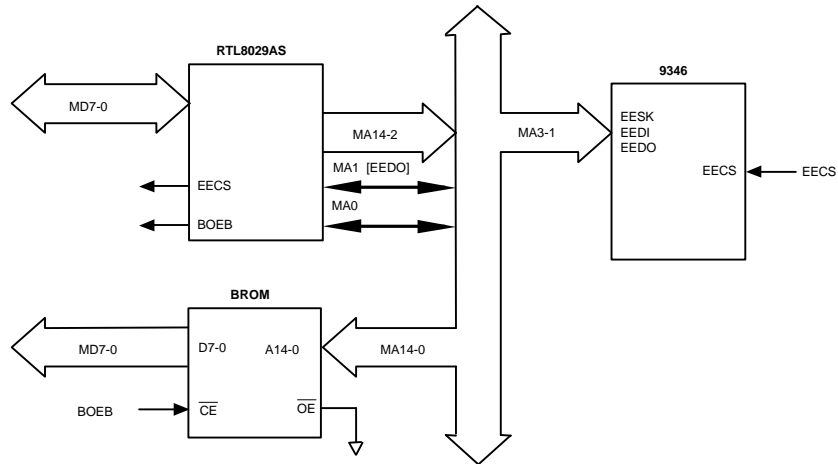 RTL8029AS
9346
MD7-0
MA14-2
MA3-1
EESK
EEDI
EEDO
MA1 [EEDO]
EECS
EECS
EECS
MA0
BOEB
BROM
MD7-0
D7-0
A14-0
MA14-0
BOEB
CE
OE